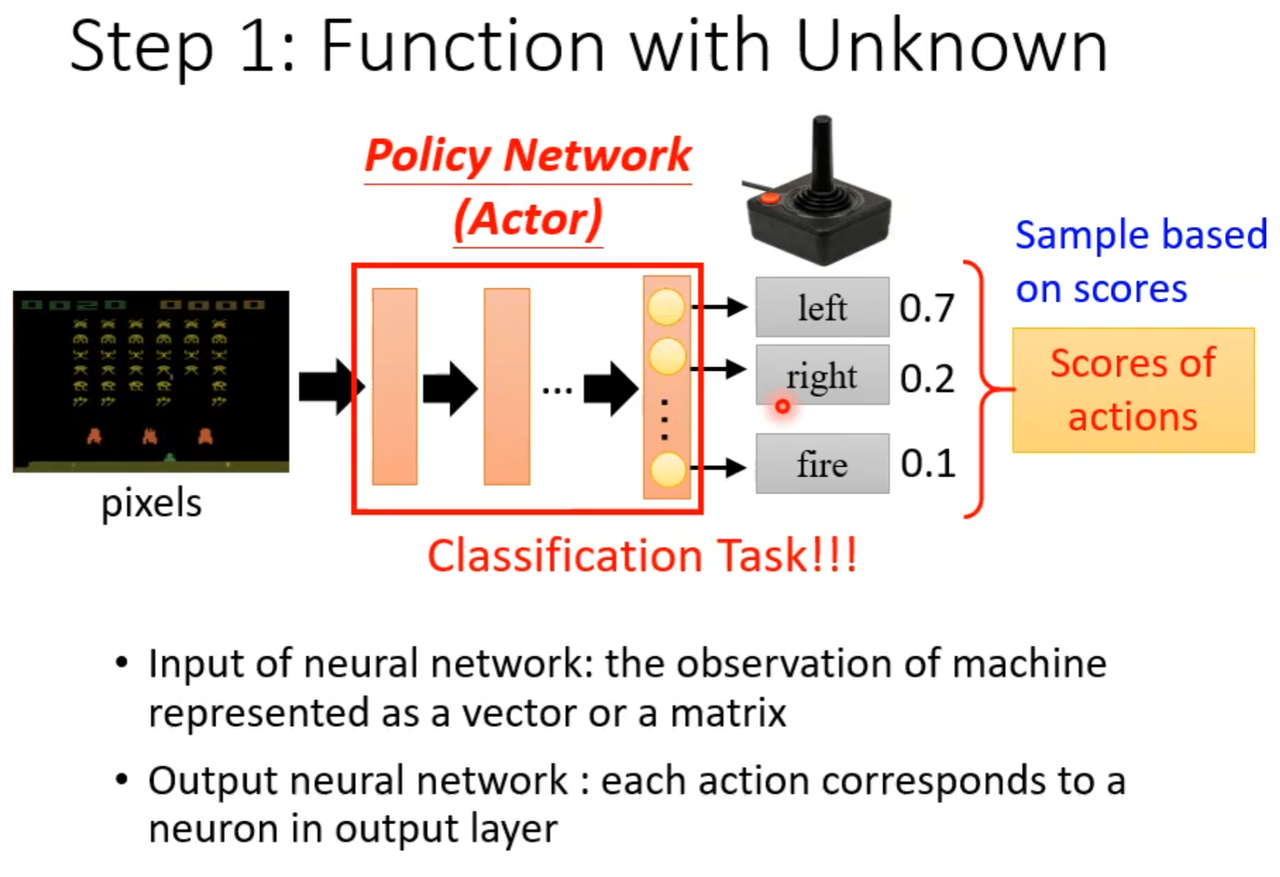 Step 1: Function with Unknown
Policy Network
(Actor)
Sample based
on scores
0020 0000
left 0.7
right 0.2
...
fire 0.1
Scores of
actions
pixels
Classification Task!!!
• Input of neural network: the observation of machine
represented as a vector or a matrix
• Output neural network : each action corresponds to a
neuron in output layer